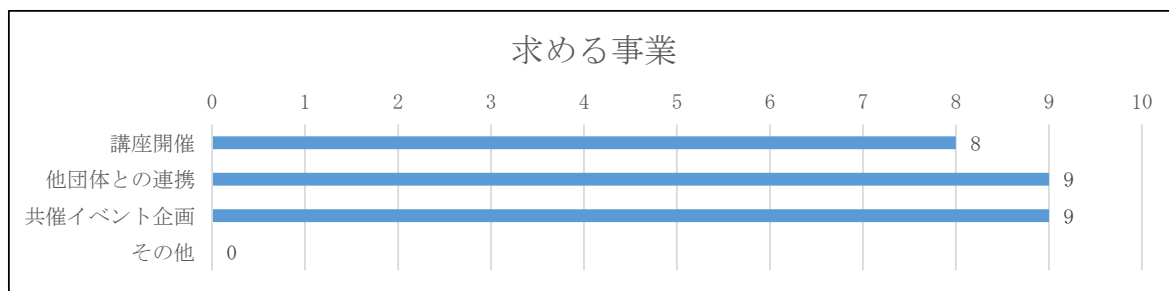 求める事業
0 1 2 3 4 5 6 7 8 9 10
講座開催 8
他団体との連携 9
共催イベント企画 9
その他 0